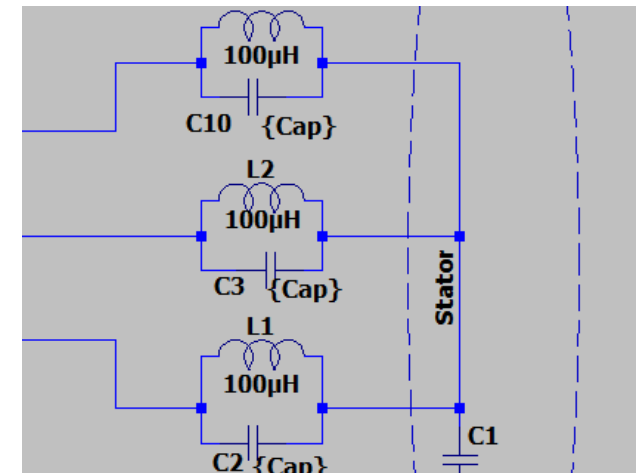 100µH
C10 {Cap}
L2
100µH
C3 {Cap}
Stator
L1
100µH
C1
C2 {Cap}